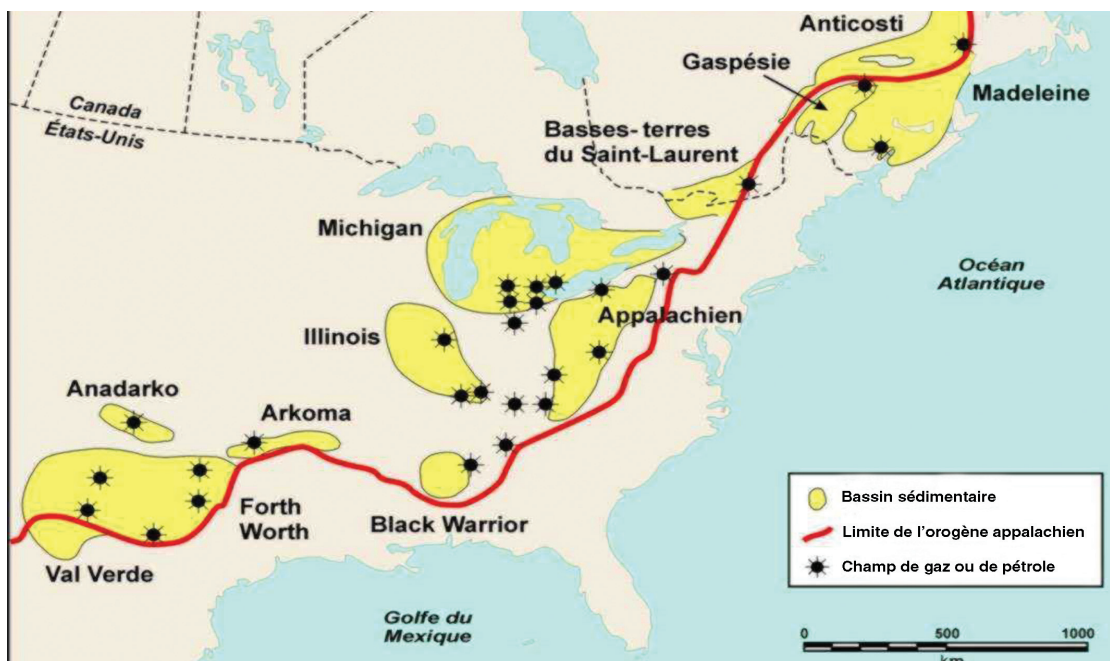 Anticosti
Gaspésie
Madeleine
Canada
États-Unis
Basses- terres
du Saint-Laurent
Michigan
Océan
Atlantique
Appalachien
Illinois
Anadarko
Arkoma
Forth
Worth
Black Warrior
Val Verde
Golfe du
Mexique
Bassin sédimentaire
Limite de l'orogène appalachien
Champ de gaz ou de pétrole
0 500 1000
km